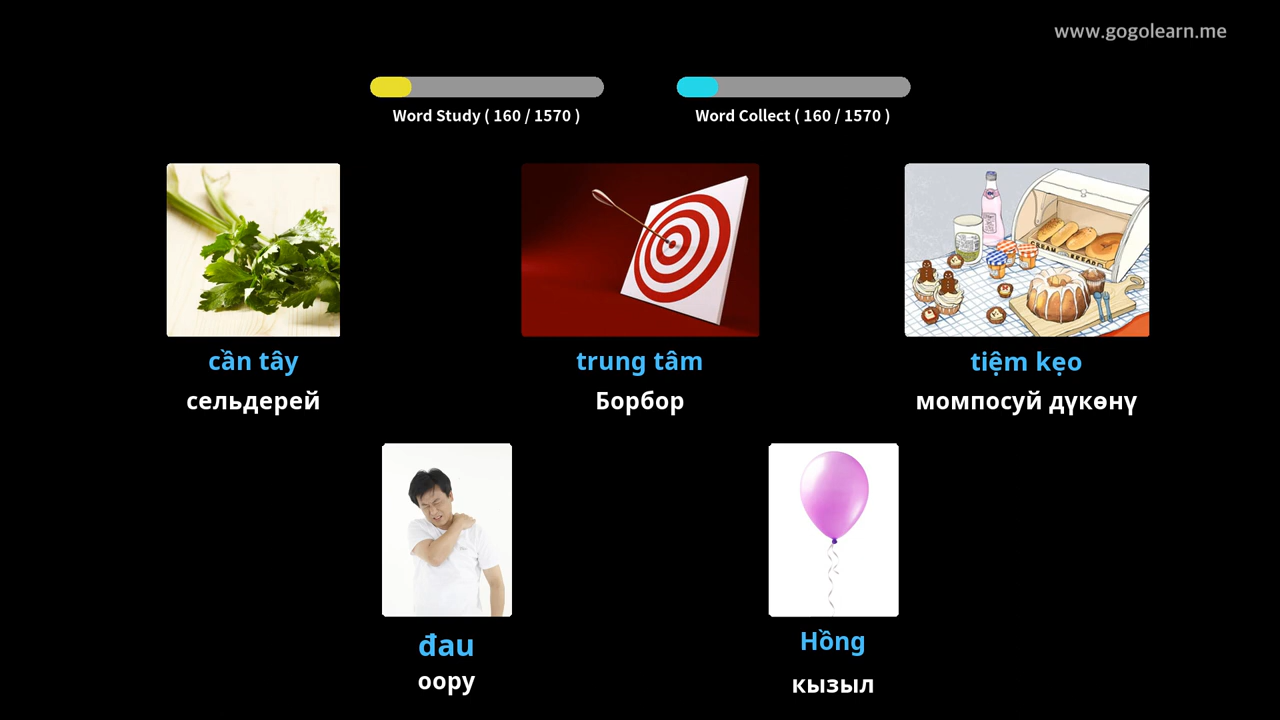 www.gogolearn.me
Word Study ( 160 / 1570 )
Word Collect ( 160 / 1570 )
cần tây
trung tâm
tiệm kẹo
сельдерей
Борбор
момпосуй дүкөнү
đau
Hồng
оору
кызыл